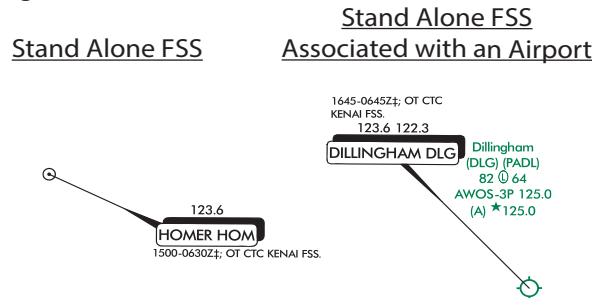 Stand Alone FSS
Stand Alone FSS
Associated with an Airport
123.6
HOMER HOM
1500-0630Z‡; OT CTC KENAI FSS.
1645-0645Z‡; OT CTC
KENAI FSS.
123.6 122.3
DILLINGHAM DLG
Dillingham
(DLG) (PADL)
82 Ⓛ 64
AWOS-3P 125.0
(A) ★125.0